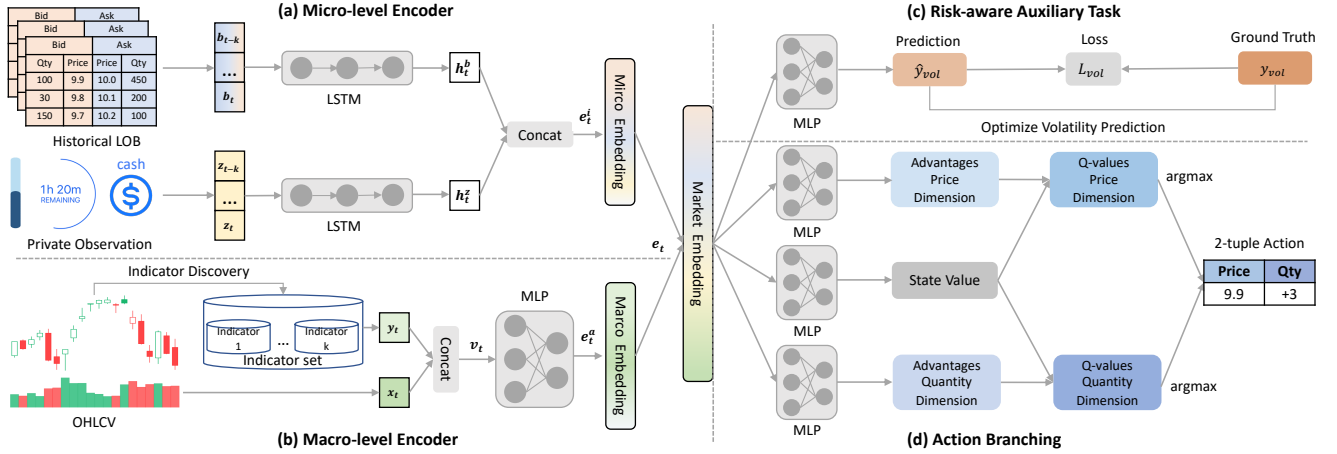 (a) Micro-level Encoder
Bid Ask
Bid Ask
Bid Ask
Qty Price Price Qty
100 9.9 10.0 450
30 9.8 10.1 200
150 9.7 10.2 100
Historical LOB
b_{t-k}
...
b_t
LSTM
h_t^b
cash
1h 20m
REMAINING
Private Observation
z_{t-k}
...
z_t
LSTM
h_t^z
Concat
e_t^i
Mirco Embedding
Indicator Discovery
Indicator
1
...
Indicator
k
Indicator set
OHLCV
y_t
x_t
Concat
v_t
MLP
e_t^a
Marco Embedding
(b) Macro-level Encoder
e_t
Market Embedding
(c) Risk-aware Auxiliary Task
MLP
Prediction
ŷ_{vol}
Loss
L_{vol}
Ground Truth
y_{vol}
Optimize Volatility Prediction
MLP
Advantages
Price
Dimension
Q-values
Price
Dimension
argmax
MLP
State Value
2-tuple Action
Price Qty
9.9 +3
MLP
Advantages
Quantity
Dimension
Q-values
Quantity
Dimension
argmax
(d) Action Branching